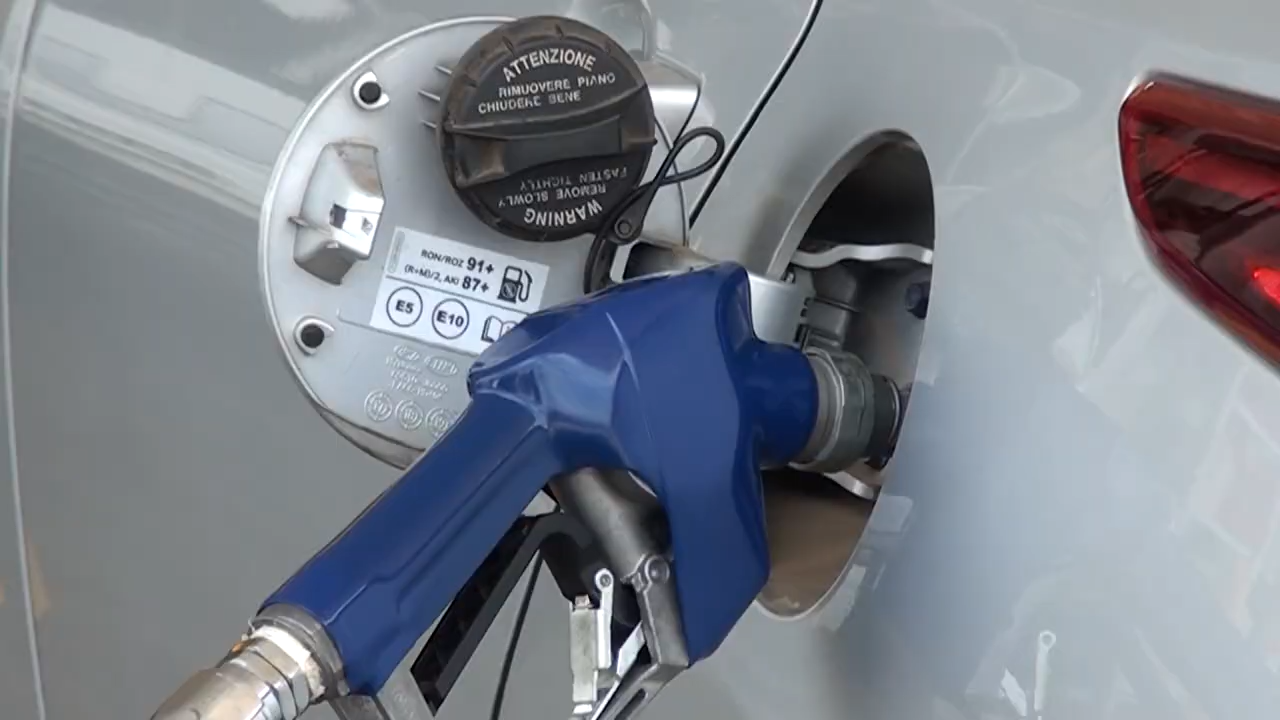 ATTENZIONE
RIMUOVERE PIANO
CHIUDERE BENE
FASTEN TIGHTLY
REMOVE SLOWLY
WARNING
RON/ROZ 91+
(R+M)/2, AKI 87+
E5 E10